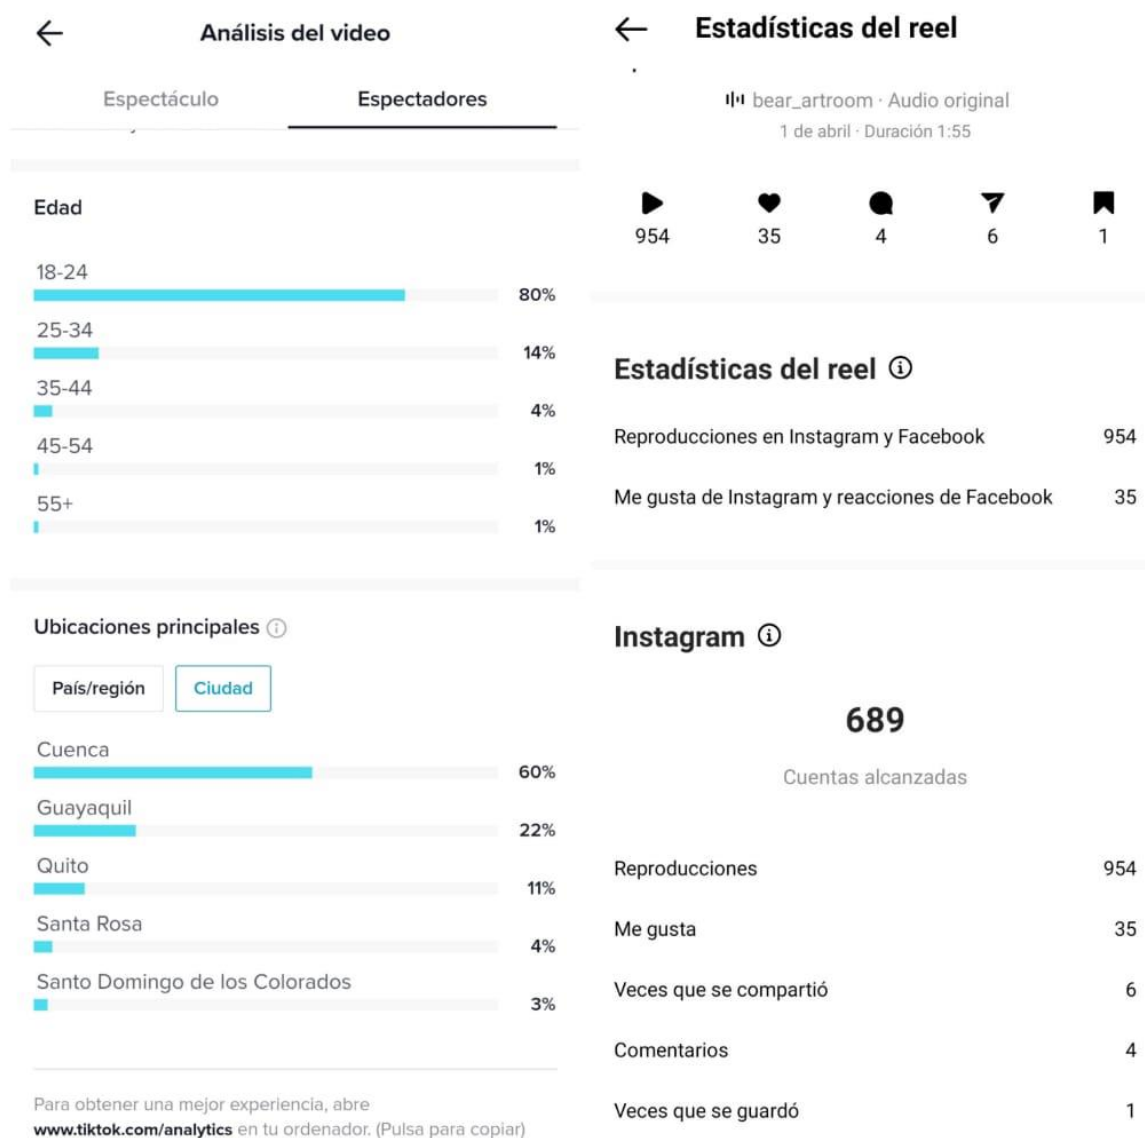 Análisis del video
Espectáculo
Espectadores
Edad
18-24
80%
25-34
14%
35-44
4%
45-54
1%
55+
1%
Ubicaciones principales
País/región
Ciudad
Cuenca
60%
Guayaquil
22%
Quito
11%
Santa Rosa
4%
Santo Domingo de los Colorados
3%
Para obtener una mejor experiencia, abre
www.tiktok.com/analytics en tu ordenador. (Pulsa para copiar)
Estadísticas del reel
bear_artroom · Audio original
1 de abril · Duración 1:55
954
35
4
6
1
Estadísticas del reel
Reproducciones en Instagram y Facebook
954
Me gusta de Instagram y reacciones de Facebook
35
Instagram
689
Cuentas alcanzadas
Reproducciones
954
Me gusta
35
Veces que se compartió
6
Comentarios
4
Veces que se guardó
1